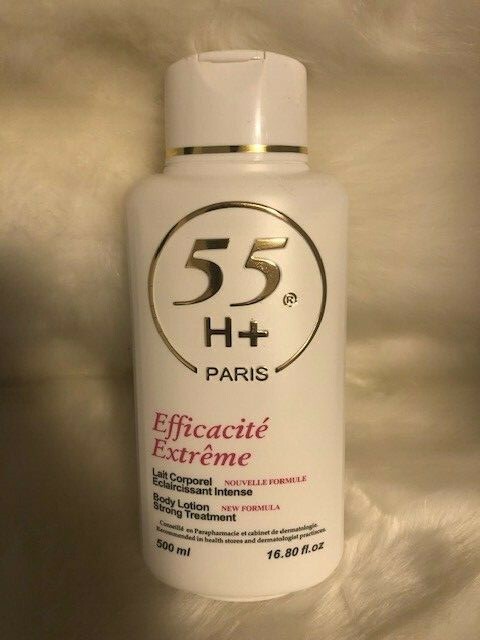 55
®
H+
PARIS
Efficacité
Extrême
Lait Corporel NOUVELLE FORMULE
Eclaircissant Intense
Body Lotion NEW FORMULA
Strong Treatment
Conseillé en Parapharmacie et cabinet de dermatologie.
Recommended in health stores and dermatologist practices.
500 ml 16.80 fl.oz